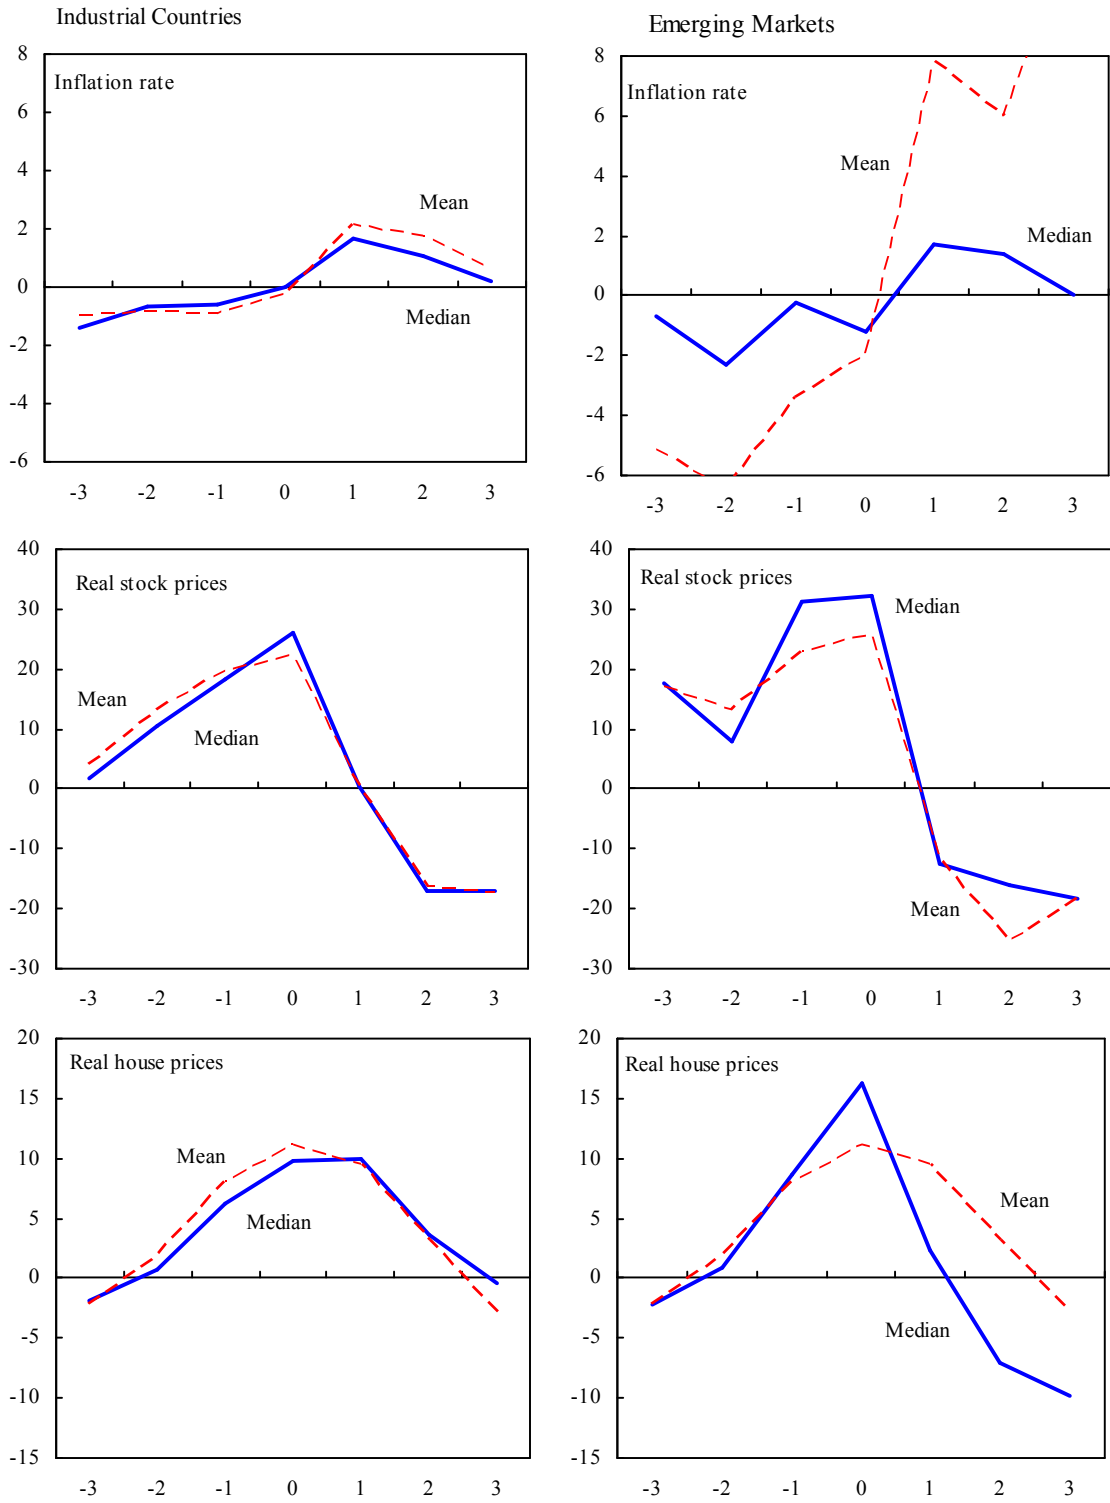 Industrial Countries
Emerging Markets
8
6
4
2
0
-2
-4
-6
Inflation rate
Mean
Median
-3 -2 -1 0 1 2 3
8
6
4
2
0
-2
-4
-6
Inflation rate
Mean
Median
-3 -2 -1 0 1 2 3
40
30
20
10
0
-10
-20
-30
Real stock prices
Mean
Median
-3 -2 -1 0 1 2 3
40
30
20
10
0
-10
-20
-30
Real stock prices
Median
Mean
-3 -2 -1 0 1 2 3
20
15
10
5
0
-5
-10
-15
Real house prices
Mean
Median
-3 -2 -1 0 1 2 3
20
15
10
5
0
-5
-10
-15
Real house prices
Mean
Median
-3 -2 -1 0 1 2 3